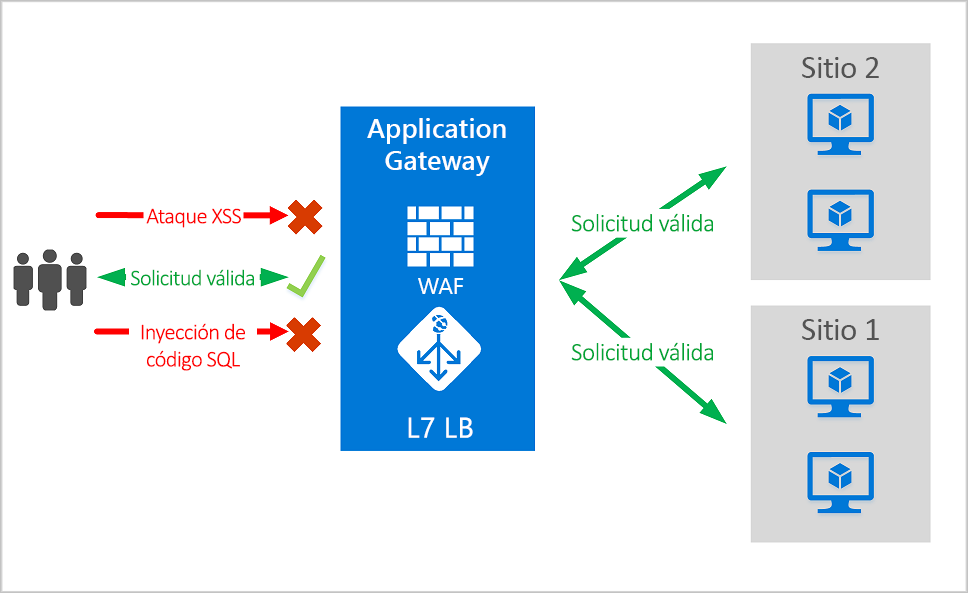 Ataque XSS
Solicitud válida
Inyección de
código SQL
Application
Gateway
WAF
L7 LB
Solicitud válida
Solicitud válida
Sitio 2
Sitio 1